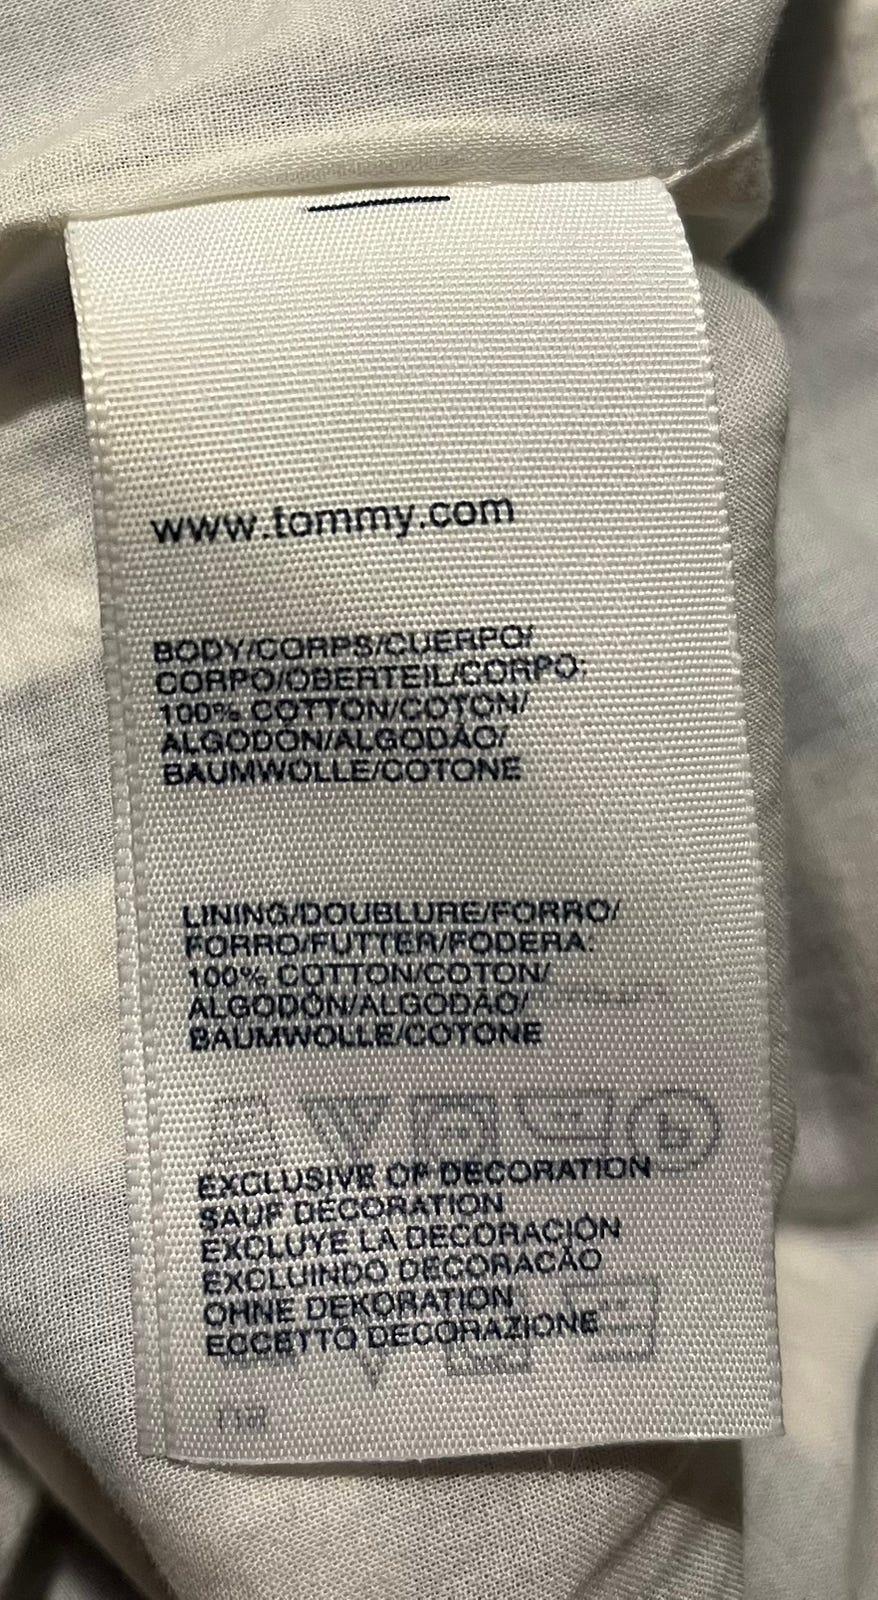 www.tommy.com
BODY/CORPS/CUERPO/
CORPO/OBERTEIL/CORPO:
100% COTTON/COTON/
ALGODÓN/ALGODÃO/
BAUMWOLLE/COTONE
LINING/DOUBLURE/FORRO/
FORRO/FUTTER/FODERA:
100% COTTON/COTON/
ALGODÓN/ALGODÃO/
BAUMWOLLE/COTONE
EXCLUSIVE OF DECORATION
SAUF DÉCORATION
EXCLUYE LA DECORACIÓN
EXCLUINDO DECORACÃO
OHNE DEKORATION
ECCETTO DECORAZIONE